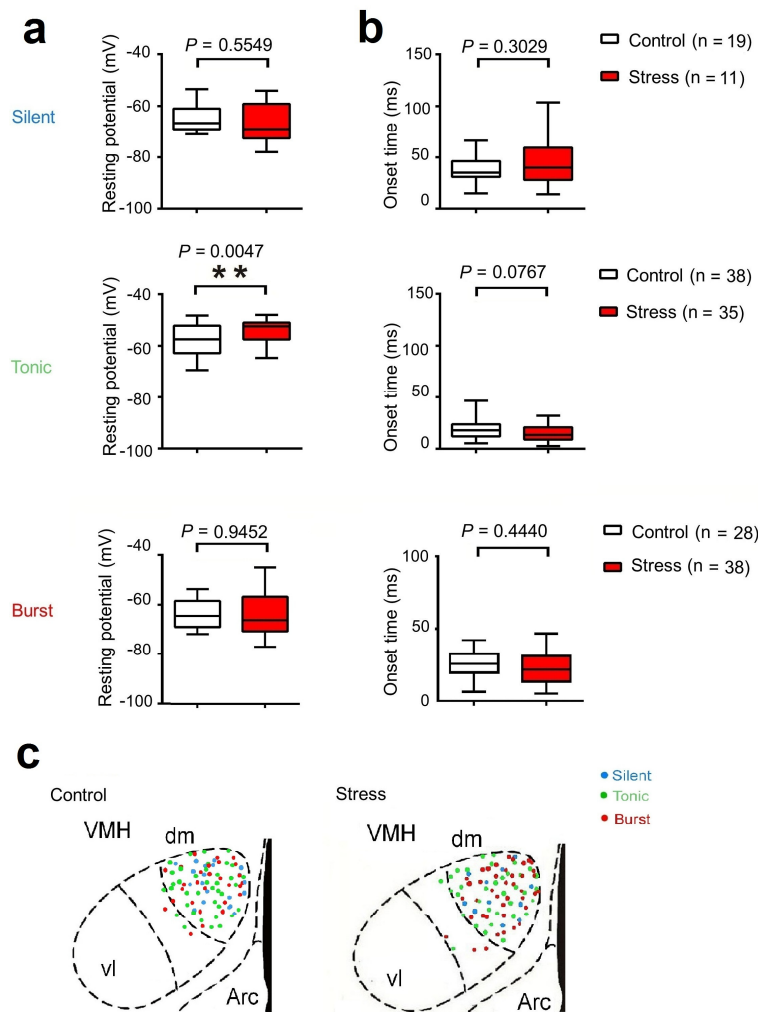 a
b
P = 0.5549
P = 0.3029
Control (n = 19)
Stress (n = 11)
Silent
Resting potential (mV)
-40
-60
-80
-100
Onset time (ms)
150
100
50
0
P = 0.0047
**
P = 0.0767
Control (n = 38)
Stress (n = 35)
Tonic
Resting potential (mV)
-40
-60
-80
-100
Onset time (ms)
150
100
50
0
P = 0.9452
P = 0.4440
Control (n = 28)
Stress (n = 38)
Burst
Resting potential (mV)
-40
-60
-80
-100
Onset time (ms)
100
50
0
c
Control
VMH
dm
vl
Arc
Stress
VMH
dm
vl
Arc
Silent
Tonic
Burst